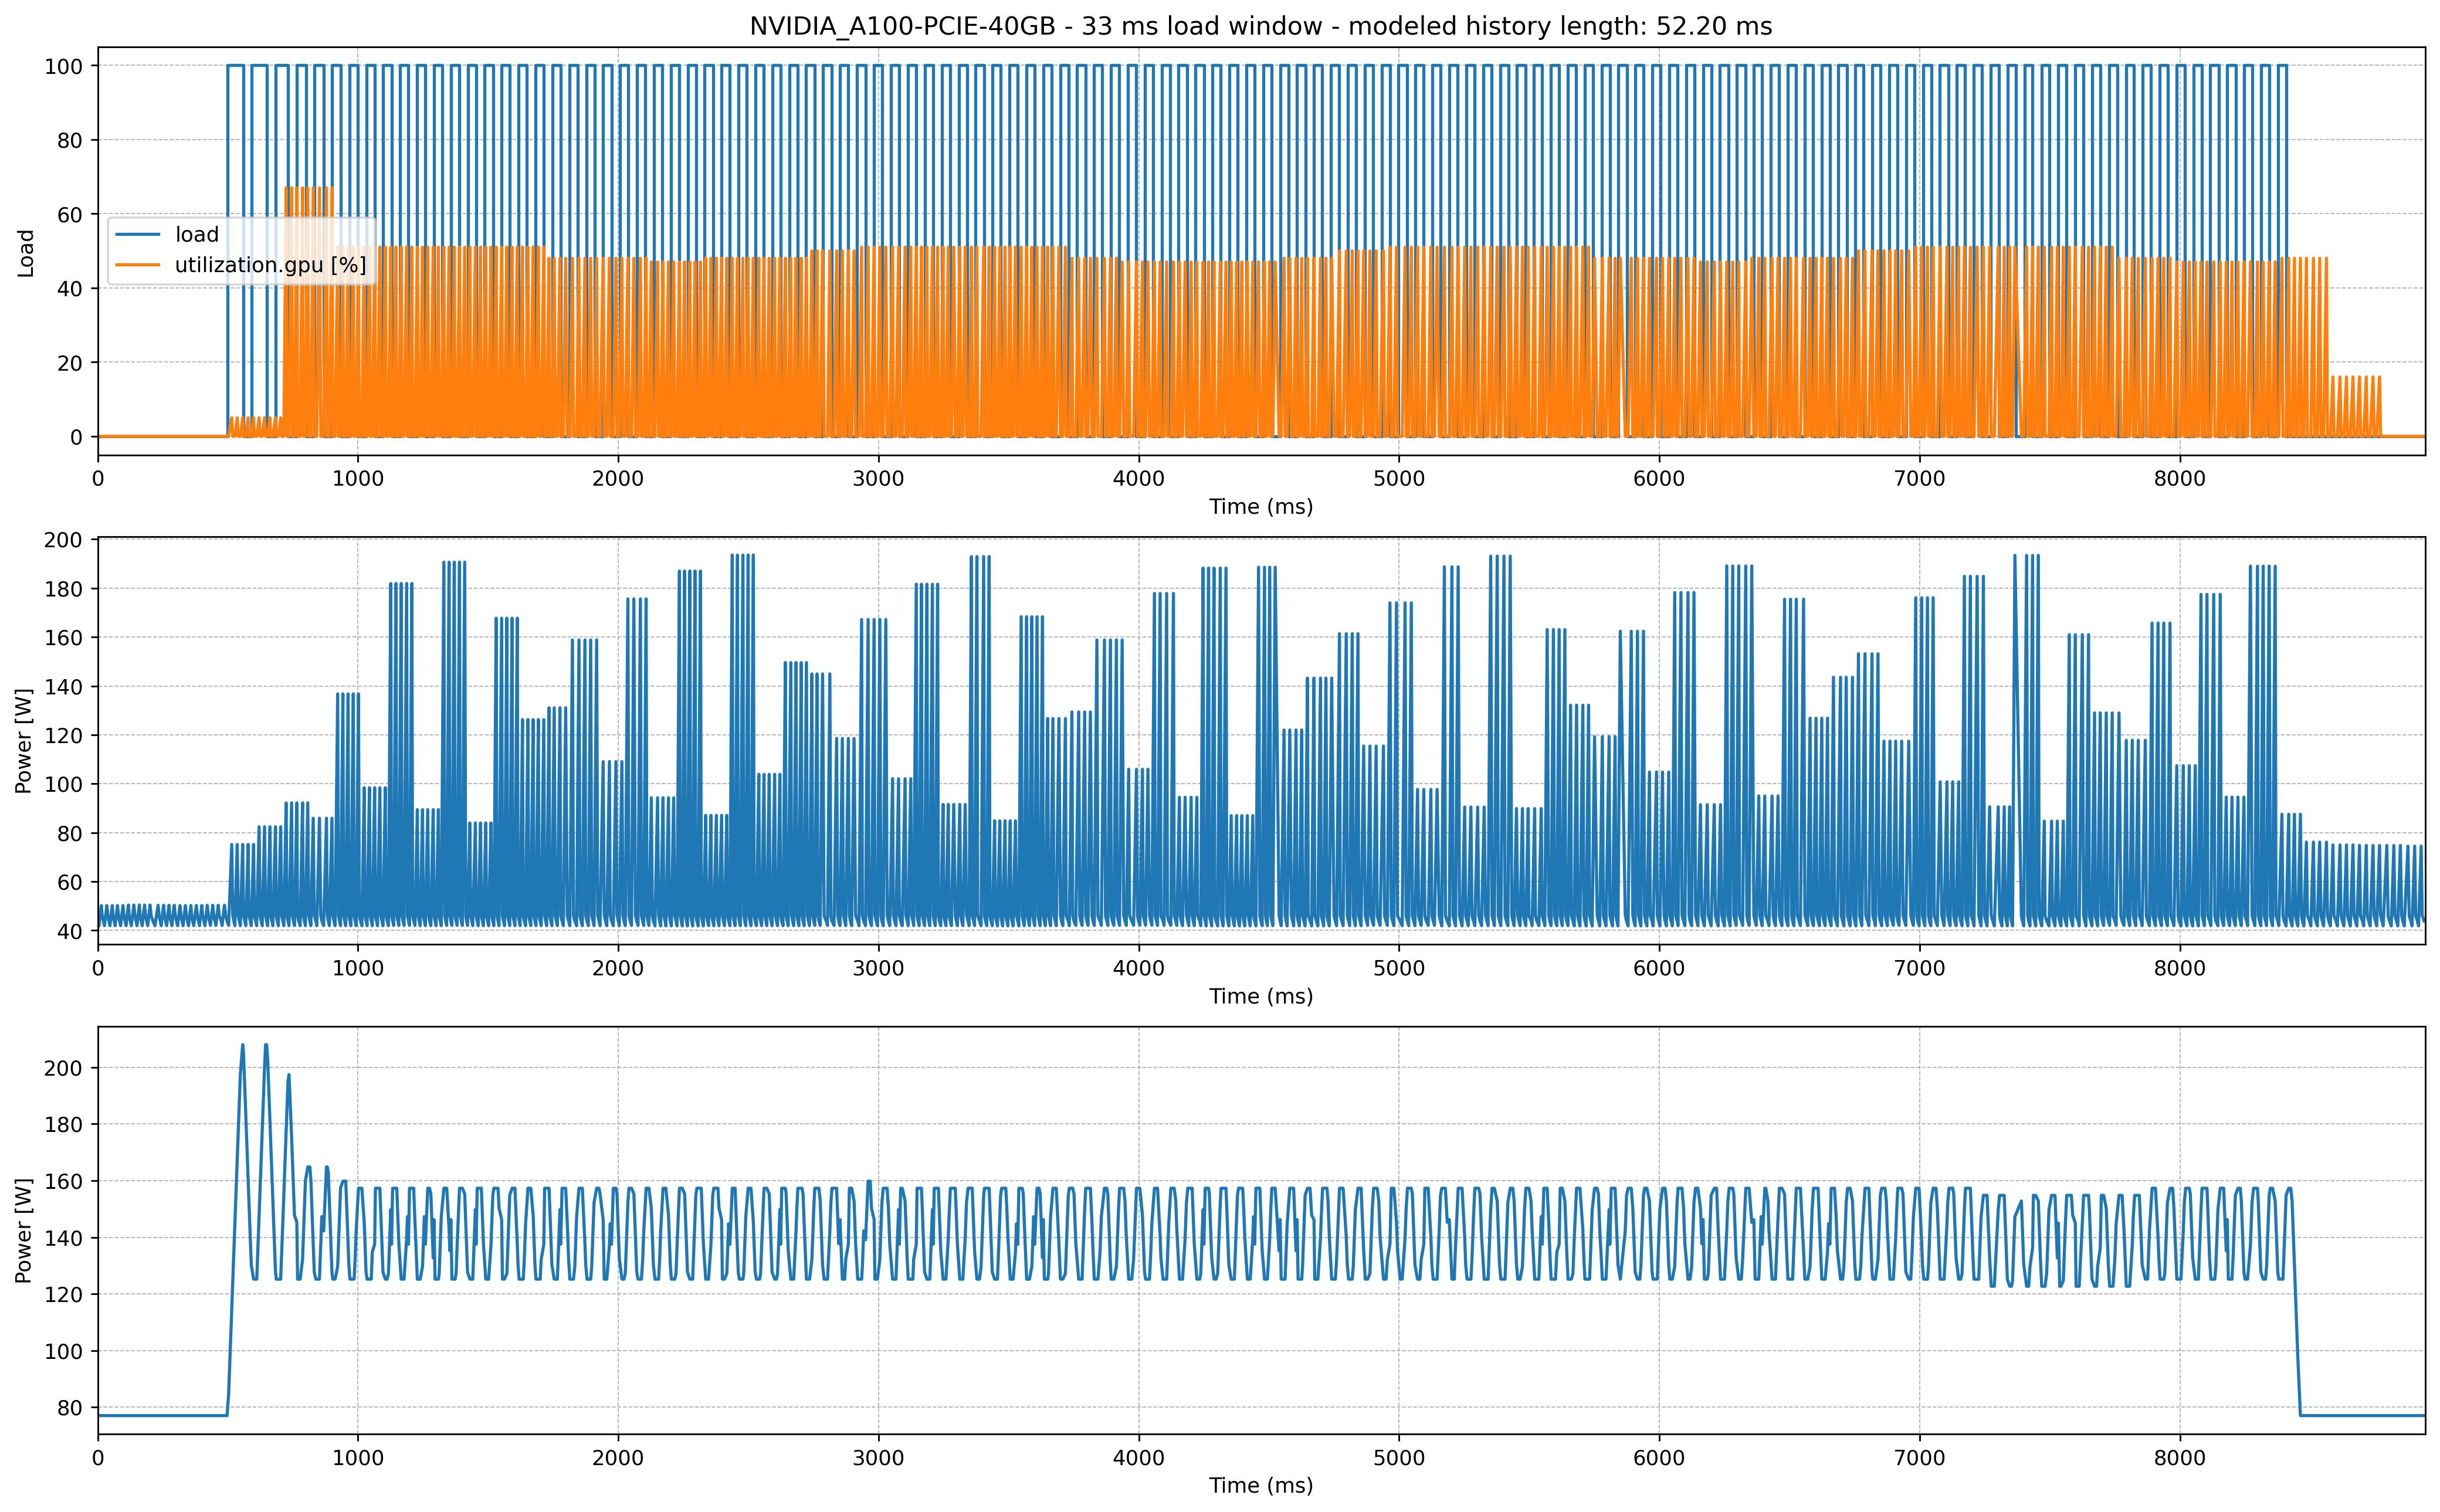 NVIDIA_A100-PCIE-40GB - 33 ms load window - modeled history length: 52.20 ms
100
80
60
40
20
0
Load
load
utilization.gpu [%]
0 1000 2000 3000 4000 5000 6000 7000 8000
Time (ms)
200
180
160
140
120
100
80
60
40
Power [W]
0 1000 2000 3000 4000 5000 6000 7000 8000
Time (ms)
200
180
160
140
120
100
80
Power [W]
0 1000 2000 3000 4000 5000 6000 7000 8000
Time (ms)